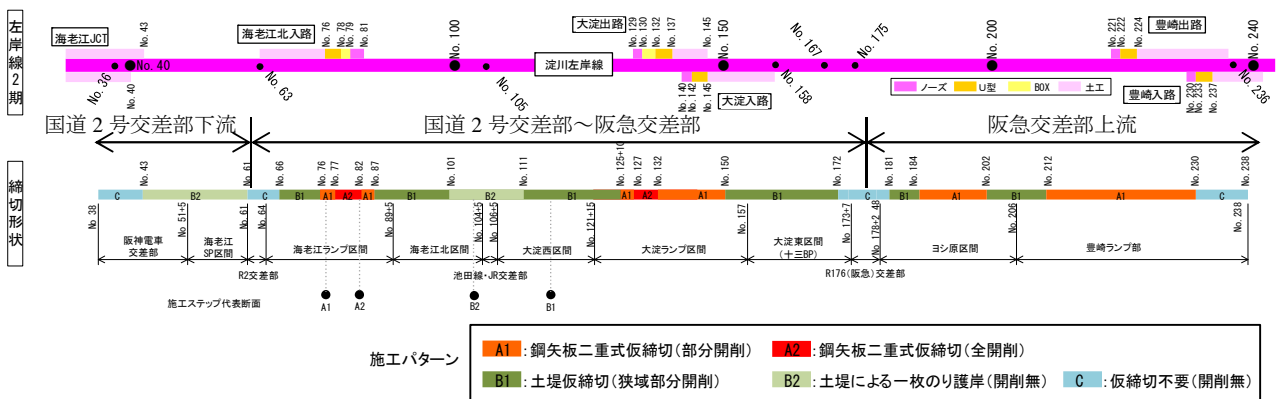 左岸線2期
海老江JCT
No. 43
海老江北入路
No. 76
No. 78
No. 79
No. 81
大淀出路
No. 129
No. 130
No. 132
No. 137
No. 145
豊崎出路
No. 221
No. 222
No. 224
No. 36
No. 40
No. 40
No. 63
No. 100
No. 105
淀川左岸線
No. 150
No. 158
No. 167
No. 175
No. 200
No. 236
No. 240
No. 140
No. 142
No. 145
大淀入路
ノーズ U型 BOX 土工
豊崎入路
No. 230
No. 233
No. 237
国道2号交差部下流 国道2号交差部～阪急交差部 阪急交差部上流
締切形状
No. 43
No. 61
No. 66
No. 76
No. 77
No. 82
No. 87
No. 101
No. 111
No. 125+10
No. 127
No. 132
No. 150
No. 172
No. 181
No. 184
No. 202
No. 212
No. 230
No. 238
C B2 C B1 A1 A2 A1 B1 B2 B1 A1 A2 A1 B1 C B1 A1 B1 A1 C
No 38
No. 51+5
No. 61
No. 64
No. 89+5
No. 104+5
No. 106+5
No. 121+15
No. 157
No. 173+7
No. 178+2. 48
No. 206
No. 238
阪神電車交差部
海老江SP区間
R2交差部
海老江ランプ区間
海老江北区間
池田線・JR交差部
大淀西区間
大淀ランプ区間
大淀東区間(十三BP)
R176(阪急)交差部
ヨシ原区間
豊崎ランプ部
施工ステップ代表断面
A1 A2 B2 B1
施工パターン
A1 :鋼矢板二重式仮締切(部分開削) A2 :鋼矢板二重式仮締切(全開削)
B1 :土堤仮締切(狭域部分開削) B2 :土堤による一枚のり護岸(開削無) C :仮締切不要(開削無)